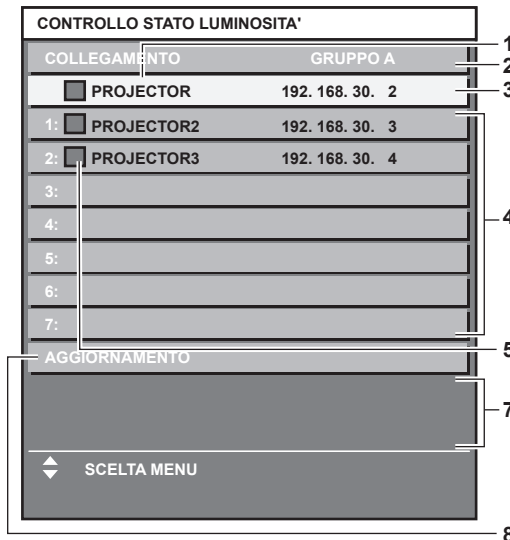 CONTROLLO STATO LUMINOSITA'
COLLEGAMENTO GRUPPO A
PROJECTOR 192. 168. 30. 2
1: PROJECTOR2 192. 168. 30. 3
2: PROJECTOR3 192. 168. 30. 4
3:
4:
5:
6:
7:
AGGIORNAMENTO
SCELTA MENU
1
2
3
4
5
7
8